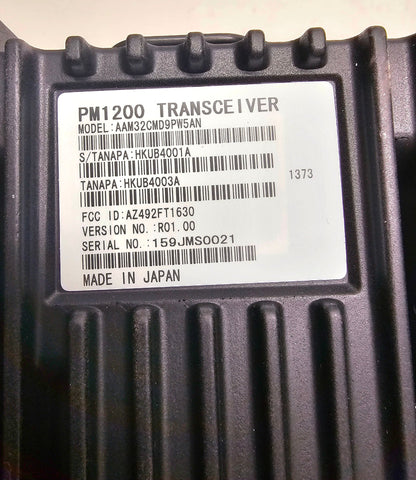 PM1200 TRANSCEIVER
MODEL:AAM32CMD9PW5AN
S/TANAPA:HKUB4001A
TANAPA:HKUB4003A
1373
FCC ID:AZ492FT1630
VERSION NO.:R01.00
SERIAL NO.:159JMS0021
MADE IN JAPAN